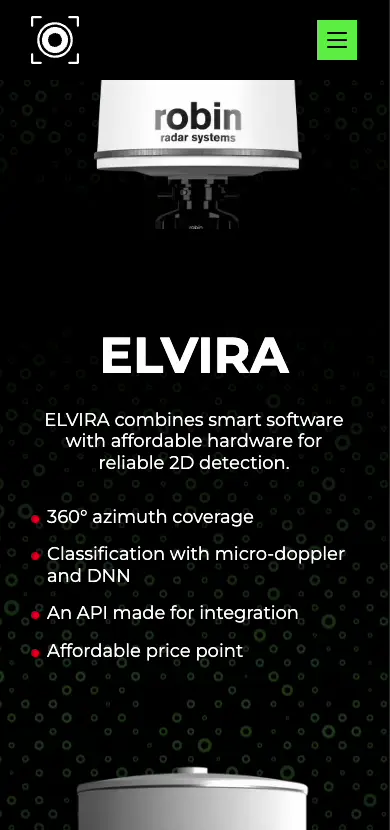 robin
radar systems
ELVIRA
ELVIRA combines smart software
with affordable hardware for
reliable 2D detection.
360° azimuth coverage
Classification with micro-doppler
and DNN
An API made for integration
Affordable price point